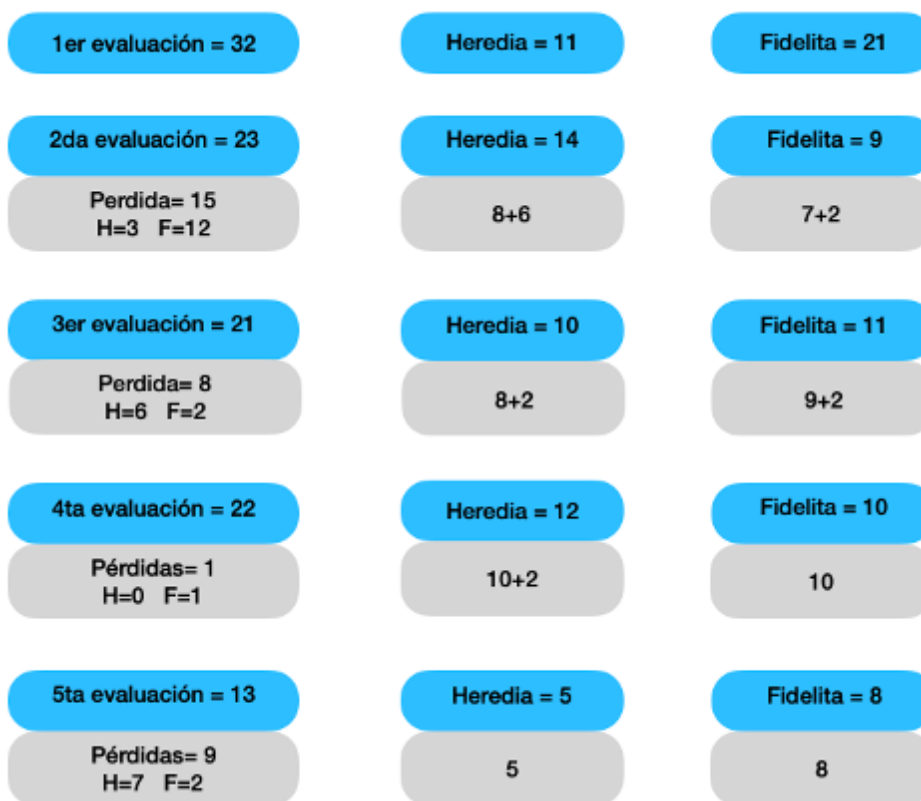 1er evaluación = 32
Heredia = 11
Fidelita = 21
2da evaluación = 23
Heredia = 14
Fidelita = 9
Perdida= 15
H=3 F=12
8+6
7+2
3er evaluación = 21
Heredia = 10
Fidelita = 11
Perdida= 8
H=6 F=2
8+2
9+2
4ta evaluación = 22
Heredia = 12
Fidelita = 10
Pérdidas= 1
H=0 F=1
10+2
10
5ta evaluación = 13
Heredia = 5
Fidelita = 8
Pérdidas= 9
H=7 F=2
5
8